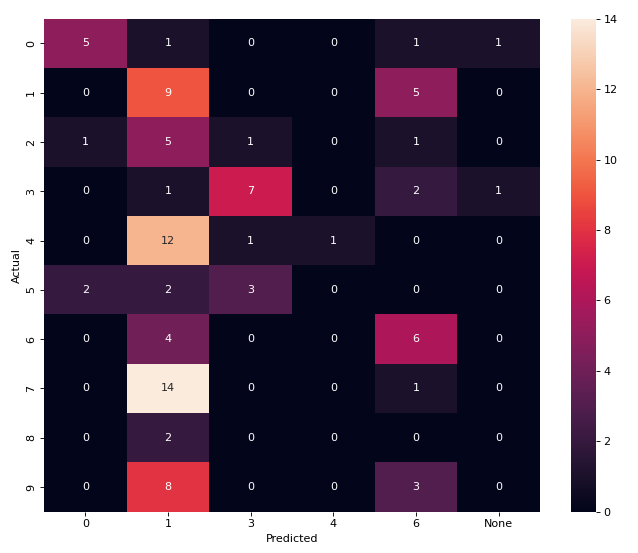 0 5 1 0 0 1 1
1 0 9 0 0 5 0
2 1 5 1 0 1 0
3 0 1 7 0 2 1
4 0 12 1 1 0 0
5 2 2 3 0 0 0
6 0 4 0 0 6 0
7 0 14 0 0 1 0
8 0 2 0 0 0 0
9 0 8 0 0 3 0
0 1 3 4 6 None
Predicted
Actual
14
12
10
8
6
4
2
0